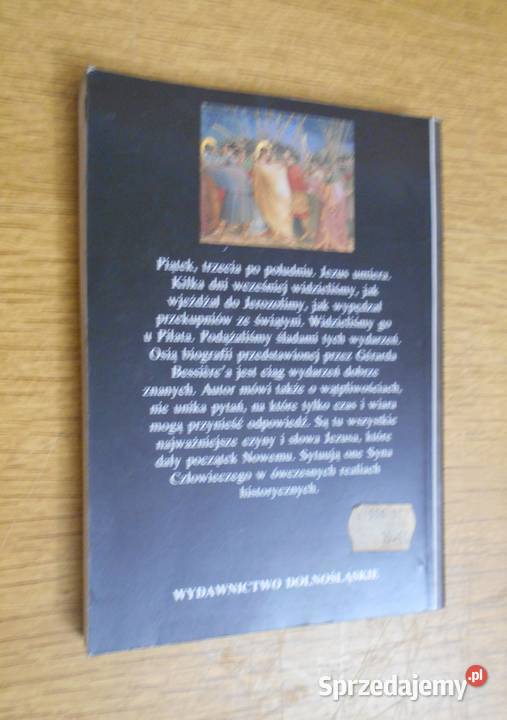 Piątek, trzecia po południu. Jezus umiera.
Kilka dni wcześniej widzieliśmy, jak
wjeżdżał do Jerozolimy, jak wypędzał
przekupniów ze świątyni. Widzieliśmy go
u Piłata. Podążaliśmy śladami tych wydarzeń.
Osią biografii przedstawionej przez Gérarda
Bessière'a jest ciąg wydarzeń dobrze
znanych. Autor mówi także o wątpliwościach,
nie unika pytań, na które tylko czas i wiara
mogą przynieść odpowiedź. Są tu wszystkie
najważniejsze czyny i słowa Jezusa, które
dały początek Nowemu. Sytuują one Syna
Człowieczego w ówczesnych realiach
historycznych.
WYDAWNICTWO DOLNOŚLĄSKIE
Sprzedajemy.pl